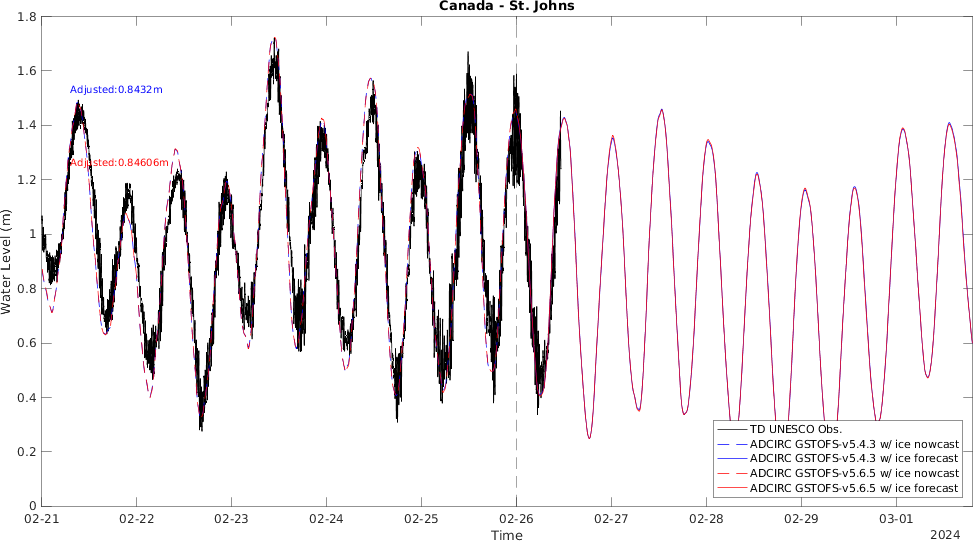 Canada - St. Johns
1.8
1.6
1.4
1.2
1
0.8
0.6
0.4
0.2
0
Water Level (m)
Adjusted:0.8432m
Adjusted:0.84606m
TD UNESCO Obs.
ADCIRC GSTOFS-v5.4.3 w/ ice nowcast
ADCIRC GSTOFS-v5.4.3 w/ ice forecast
ADCIRC GSTOFS-v5.6.5 w/ ice nowcast
ADCIRC GSTOFS-v5.6.5 w/ ice forecast
02-21 02-22 02-23 02-24 02-25 02-26 02-27 02-28 02-29 03-01
Time
2024